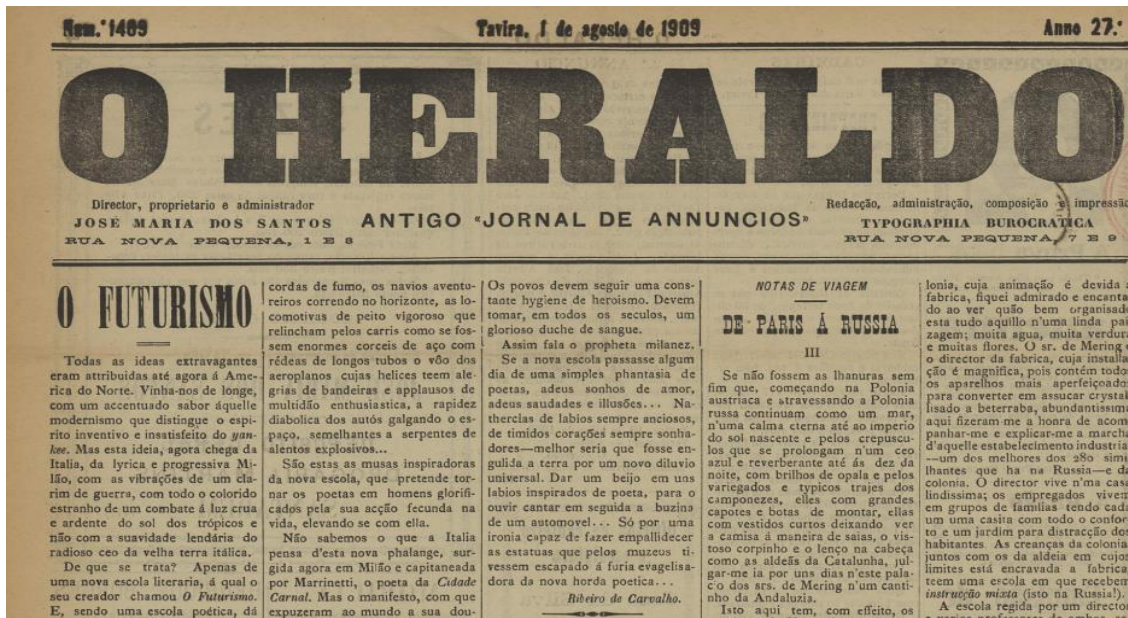 Num.º 1409
Tavira, 1 de agosto de 1909
Anno 27.º
O HERALDO
Director, proprietario e administrador
JOSÉ MARIA DOS SANTOS
RUA NOVA PEQUENA, 1 E 3
ANTIGO «JORNAL DE ANNUNCIOS»
Redacção, administração, composição e impressão
TYPOGRAPHIA BUROCRATICA
RUA NOVA PEQUENA, 7 E 9
O FUTURISMO
Todas as ideas extravagantes
eram attribuidas até agora á Ame-
rica do Norte. Vinha-nos de longe,
com um accentuado sabor áquelle
modernismo que distingue o espi-
rito inventivo e insatisfeito do yan-
kee. Mas esta ideia, agora chega da
Italia, da lyrica e progressiva Mi-
lão, com as vibrações de um cla-
rim de guerra, com todo o colorido
estranho de um combate á luz crua
e ardente do sol dos trópicos e
não com a suavidade lendária do
radioso ceo da velha terra itálica.
De que se trata? Apenas de
uma nova escola literaria, á qual o
seu creador chamou O Futurismo.
E, sendo uma escola poética, dá
cordas de fumo, os navios aventu-
reiros correndo no horizonte, as lo-
comotivas de peito vigoroso que
relincham pelos carris como se fos-
sem enormes corceis de aço com
rédeas de longos tubos o vôo dos
aeroplanos cujas helices teem ale-
grias de bandeiras e applausos de
multidão enthusiastica, a rapidez
diabolica dos autós galgando o es-
paço, semelhantes a serpentes de
alentos explosivos...
São estas as musas inspiradoras
da nova escola, que pretende tor-
nar os poetas em homens glorifi-
cados pela sua acção fecunda na
vida, elevando se com ella.
Não sabemos o que a Italia
pensa d'esta nova phalange, sur-
gida agora em Milão e capitaneada
por Marrinetti, o poeta da Cidade
Carnal. Mas o manifesto, com que
expuzeram ao mundo a sua dou-
Os povos devem seguir uma cons-
tante hygiene de heroismo. Devem
tomar, em todos os seculos, um
glorioso duche de sangue.
Assim fala o propheta milanez.
Se a nova escola passasse algum
dia de uma simples phantasia de
poetas, adeus sonhos de amor,
adeus saudades e illusões... Na-
thercias de labios sempre anciosos,
de timidos corações sempre sonha-
dores—melhor seria que fosse en-
gulida a terra por um novo diluvio
universal. Dar um beijo em uns
labios inspirados de poeta, para o
ouvir cantar em seguida a buzina
de um automovel... Só por uma
ironia capaz de fazer empallidecer
as estatuas que pelos muzeus ti-
vessem escapado á furia evagelisa-
dora da nova horda poetica...
Ribeiro de Carvalho.
NOTAS DE VIAGEM
DE PARIS Á RUSSIA
III
Se não fossem as lhanuras sem
fim que, começando na Polonia
austriaca e atravessando a Polonia
russa continuam como um mar,
n'uma calma eterna até ao imperio
do sol nascente e pelos crepuscu-
los que se prolongam n'um ceo
azul e reverberante até ás dez da
noite, com brilhos de opala e pelos
variegados e typicos trajes dos
camponezes, elles com grandes
capotes e botas de montar, ellas
com vestidos curtos deixando ver
a camisa á maneira de saias, o vis-
toso corpinho e o lenço na cabeça
como as aldeãs da Catalunha, jul-
gar-me ia por uns dias n'este pala-
cio dos srs. de Mering n'um canti-
nho da Andaluzia.
Isto aqui tem, com effeito, os
lonia, cuja animação é devida á
fabrica, fiquei admirado e encanta-
do ao ver quão bem organisado
esta tudo aquillo n'uma linda pai-
zagem; muita agua, muita verdura
e muitas flores. O sr. de Mering e
o director da fabrica, cuja installa-
ção é magnifica, pois contém todos
os aparelhos mais aperfeiçoados
para converter em assucar crystal-
lisado a beterraba, abundantissima
aqui fizeram-me a honra de acom-
panhar-me e explicar-me a marcha
d'aquelle estabelecimento industrial
—um dos melhores dos 280 simi-
lhantes que ha na Russia—e da
colonia. O director vive n'ma casa
lindissima; os empregados vivem
em grupos de familias tendo cada
um uma casita com todo o confor-
to e um jardim para distracção dos
habitantes. As creanças da colonia,
juntos com os da aldeia em cujos
limites está encravada a fabrica,
teem uma escola em que recebem
instrucção mixta (isto na Russia!).
A escola regida por um director